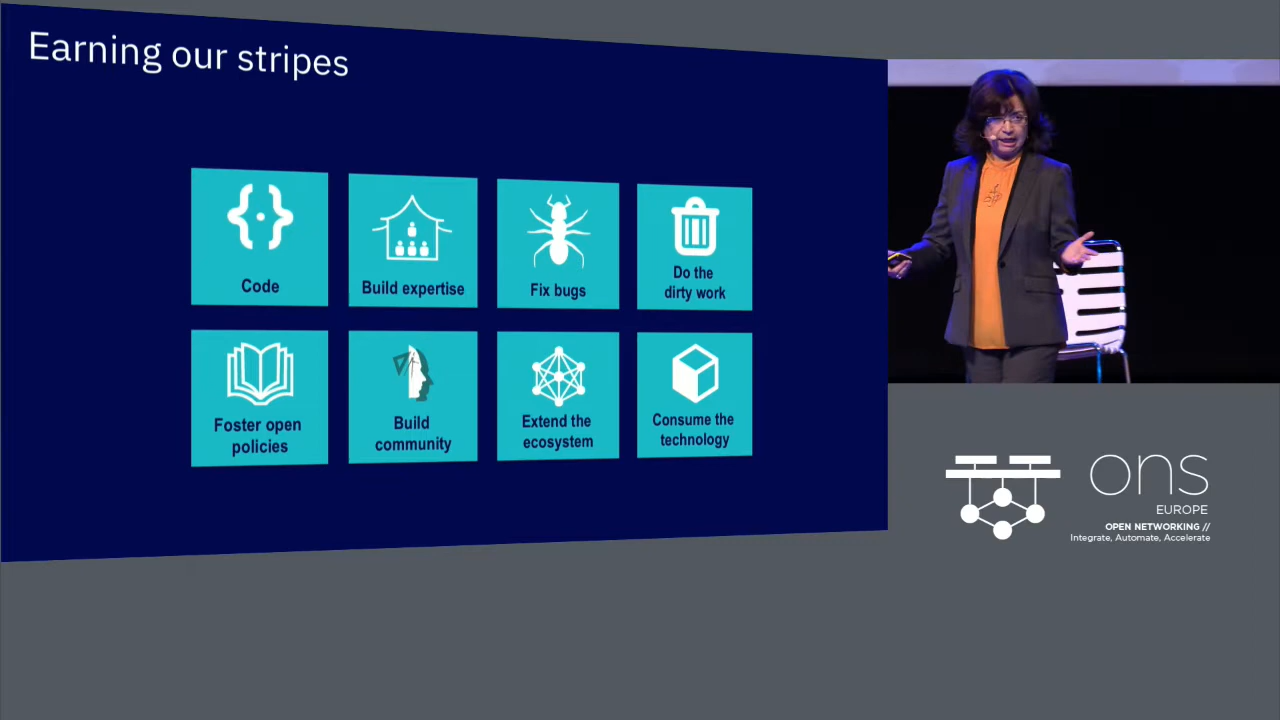 Earning our stripes
Code
Build expertise
Fix bugs
Do the
dirty work
Foster open
policies
Build
community
Extend the
ecosystem
Consume the
technology
ons
EUROPE
OPEN NETWORKING //
Integrate, Automate, Accelerate